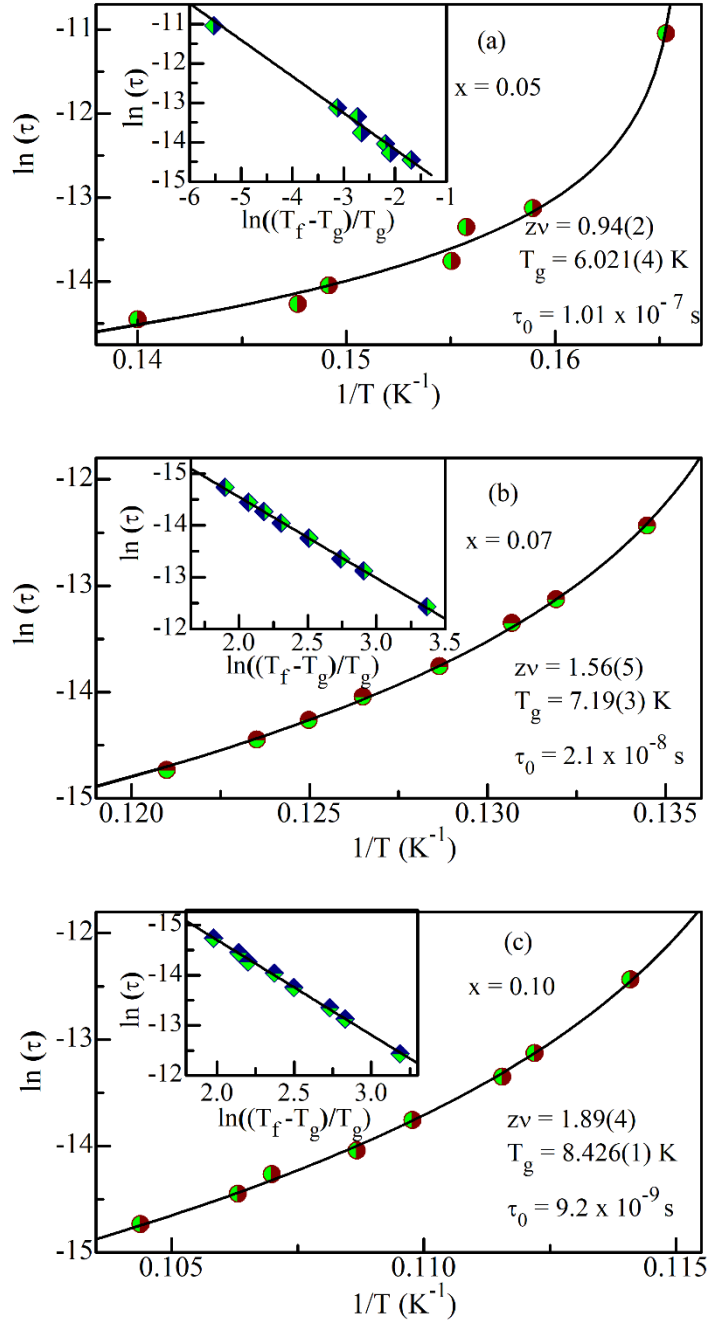 -11
-12
-13
-14
ln (τ)
0.14 0.15 0.16
1/T (K⁻¹)
(a)
x = 0.05
zν = 0.94(2)
T_g = 6.021(4) K
τ₀ = 1.01 x 10⁻⁷ s
-11
-12
-13
-14
-15
ln (τ)
-6 -5 -4 -3 -2 -1
ln((T_f-T_g)/T_g)
-12
-13
-14
-15
ln (τ)
0.120 0.125 0.130 0.135
1/T (K⁻¹)
(b)
x = 0.07
zν = 1.56(5)
T_g = 7.19(3) K
τ₀ = 2.1 x 10⁻⁸ s
-15
-14
-13
-12
ln (τ)
2.0 2.5 3.0 3.5
ln((T_f-T_g)/T_g)
-12
-13
-14
-15
ln (τ)
0.105 0.110 0.115
1/T (K⁻¹)
(c)
x = 0.10
zν = 1.89(4)
T_g = 8.426(1) K
τ₀ = 9.2 x 10⁻⁹ s
-15
-14
-13
-12
ln (τ)
2.0 2.5 3.0
ln((T_f-T_g)/T_g)